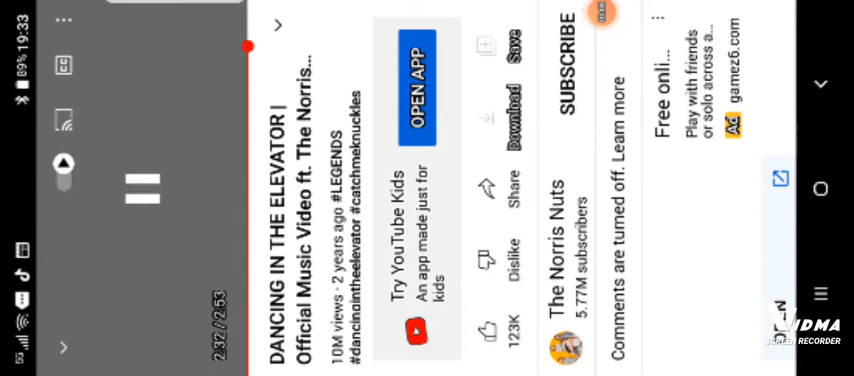 19:33
89%
5G
2:32 / 2:53
DANCING IN THE ELEVATOR |
Official Music Video ft. The Norris...
10M views · 2 years ago #LEGENDS
#dancingintheelevator #catchmeknuckles
Try YouTube Kids
An app made just for
kids
OPEN APP
123K
Dislike
Share
Download
Save
The Norris Nuts
5.77M subscribers
SUBSCRIBE
Comments are turned off. Learn more
Free onli...
Play with friends
or solo across a...
Ad gamez6.com
OPEN
VIDMA
SCREEN RECORDER